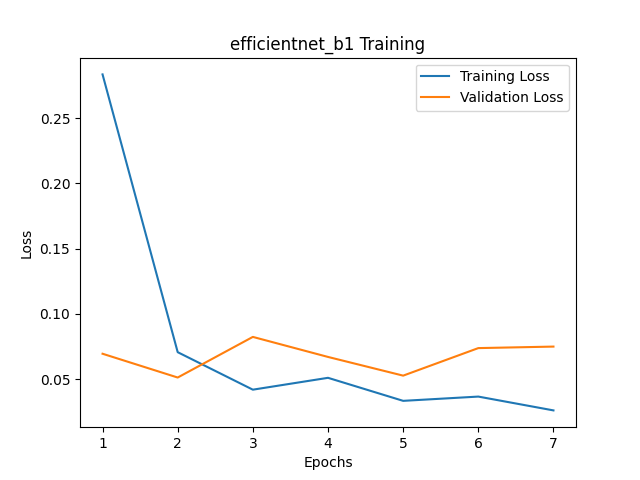 efficientnet_b1 Training
Training Loss
Validation Loss
0.25
0.20
0.15
0.10
0.05
Loss
1 2 3 4 5 6 7
Epochs